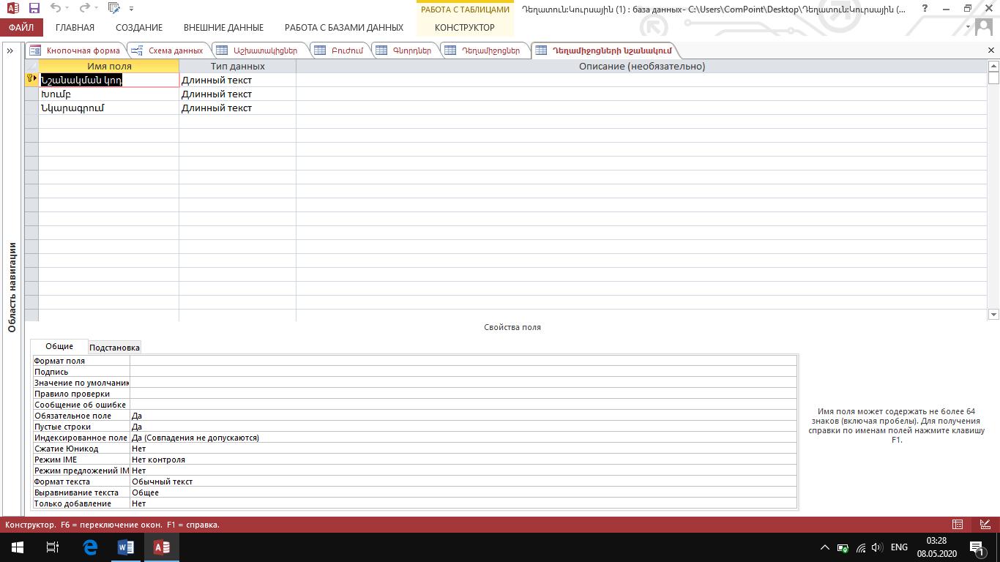 РАБОТА С ТАБЛИЦАМИ
Դեղատուն:Կուրսային (1) : база данных- C:\Users\ComPoint\Desktop\Դեղատուն:Կուրսային (...
ФАЙЛ ГЛАВНАЯ СОЗДАНИЕ ВНЕШНИЕ ДАННЫЕ РАБОТА С БАЗАМИ ДАННЫХ КОНСТРУКТОР
Кнопочная форма Схема данных Աշխատակիցներ Բուժում Գնորդներ Դեղամիջոցներ Դեղամիջոցների նշանակում
Имя поля Тип данных Описание (необязательно)
Նշանակման կոդ Длинный текст
Խումբ Длинный текст
Նկարագրում Длинный текст
Область навигации
Свойства поля
Общие Подстановка
Формат поля
Подпись
Значение по умолчани
Правило проверки
Сообщение об ошибке
Обязательное поле Да
Пустые строки Да
Индексированное поле Да (Совпадения не допускаются)
Сжатие Юникод Нет
Режим IME Нет контроля
Режим предложений IM Нет
Формат текста Обычный текст
Выравнивание текста Общее
Только добавление Нет
Имя поля может содержать не более 64
знаков (включая пробелы). Для получения
справки по именам полей нажмите клавишу
F1.
Конструктор. F6 = переключение окон. F1 = справка.
ENG
03:28
08.05.2020
1